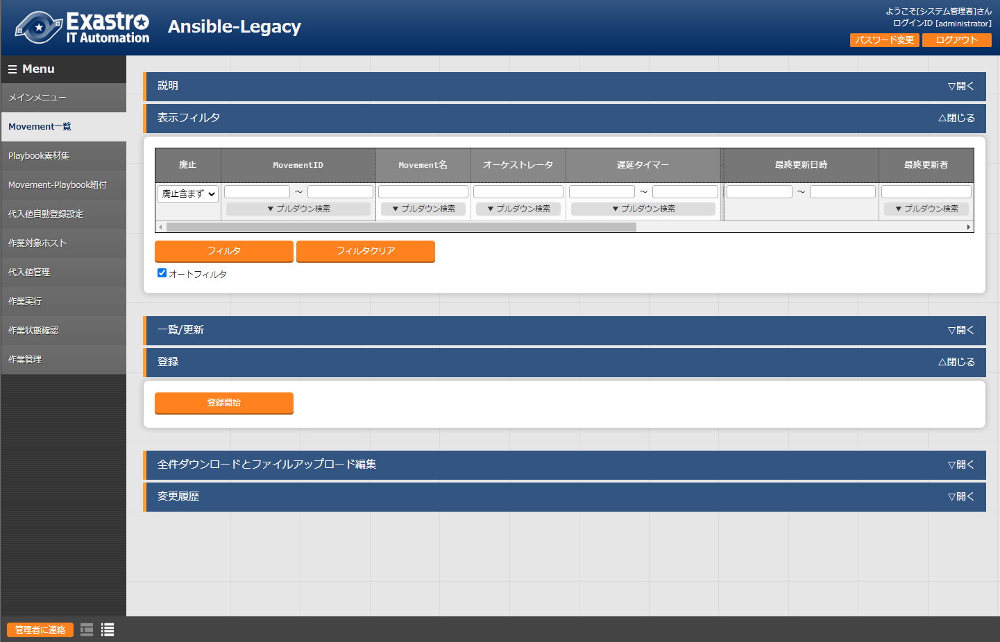 Exastro
IT Automation
Ansible-Legacy
ようこそ[システム管理者]さん
ログインID [administrator]
パスワード変更 ログアウト
Menu
メインメニュー
Movement一覧
Playbook素材集
Movement-Playbook紐付
代入値自動登録設定
作業対象ホスト
代入値管理
作業実行
作業状態確認
作業管理
説明 ▽開く
表示フィルタ △閉じる
廃止 MovementID Movement名 オーケストレータ 遅延タイマー 最終更新日時 最終更新者
廃止含まず ～ ～ ～
▼ プルダウン検索 ▼ プルダウン検索 ▼ プルダウン検索 ▼ プルダウン検索 ▼ プルダウン検索
フィルタ フィルタクリア
オートフィルタ
一覧/更新 ▽開く
登録 △閉じる
登録開始
全件ダウンロードとファイルアップロード編集 ▽開く
変更履歴 ▽開く
管理者に連絡